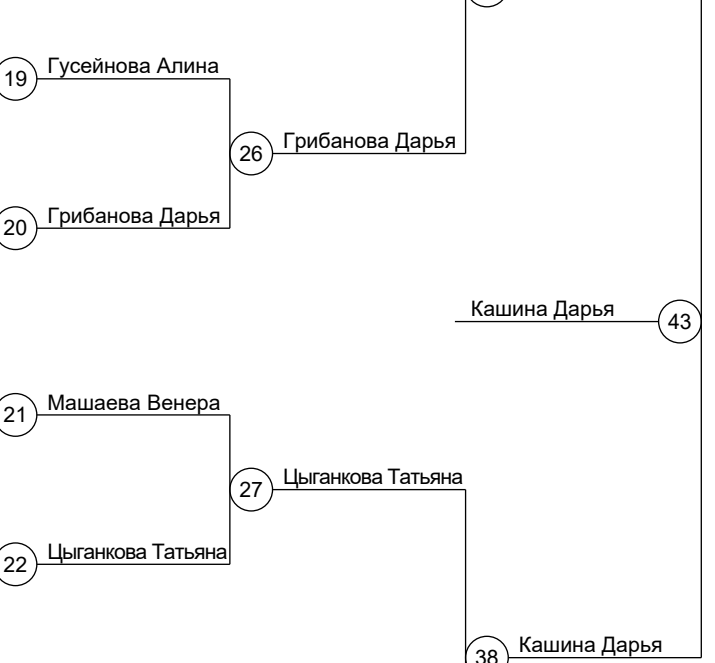 19 Гусейнова Алина
26 Грибанова Дарья
20 Грибанова Дарья
Кашина Дарья 43
21 Машаева Венера
27 Цыганкова Татьяна
22 Цыганкова Татьяна
38 Кашина Дарья